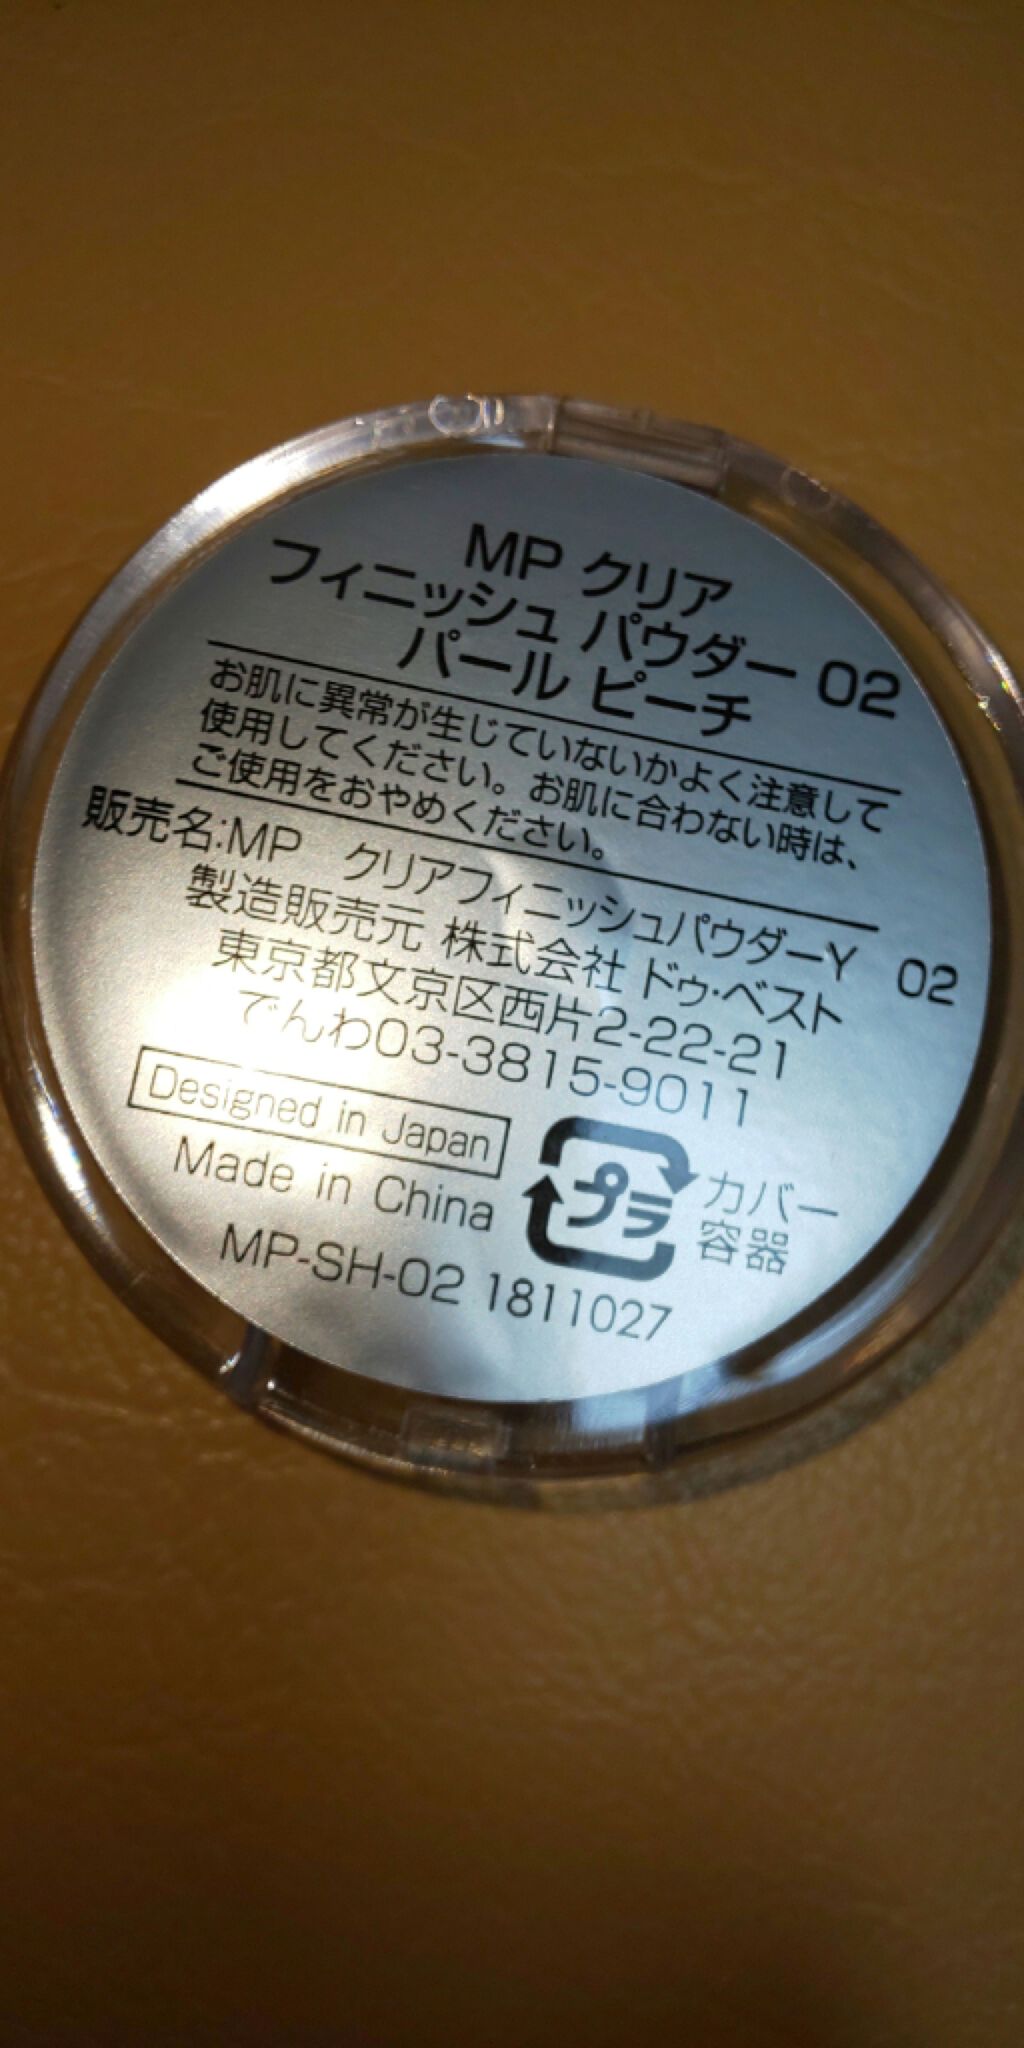 MP クリア
フィニッシュ パウダー 02
パール ピーチ
お肌に異常が生じていないかよく注意して
使用してください。お肌に合わない時は、
ご使用をおやめください。
販売名:MP クリアフィニッシュパウダーY 02
製造販売元 株式会社 ドゥ・ベスト
東京都文京区西片2-22-21
でんわ03-3815-9011
Designed in Japan
Made in China
プラ
カバー
容器
MP-SH-02 1811027